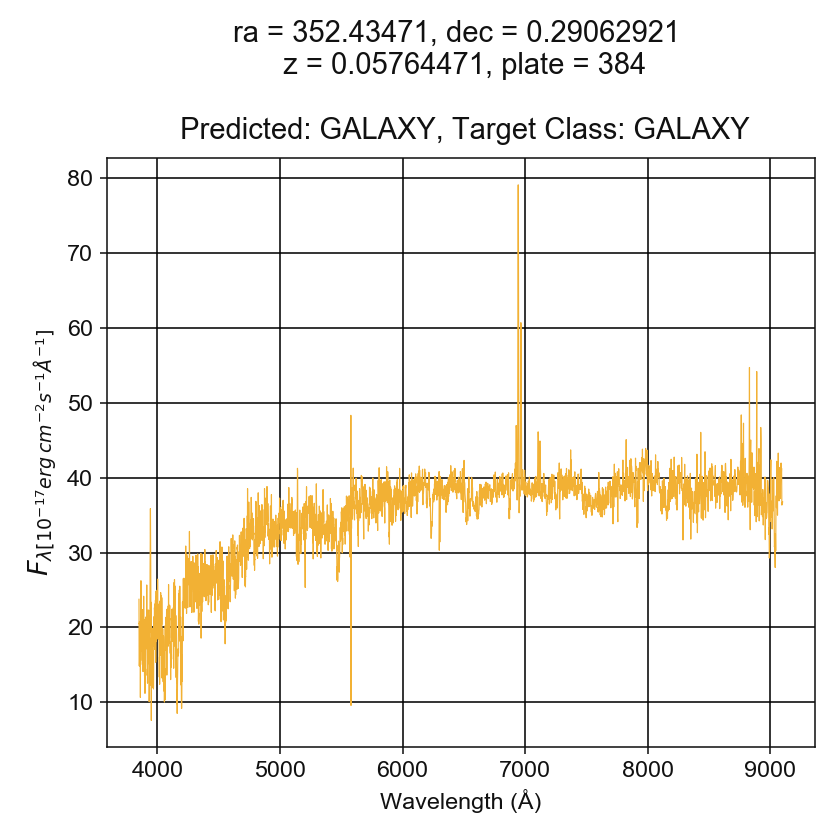 ra = 352.43471, dec = 0.29062921
z = 0.05764471, plate = 384
Predicted: GALAXY, Target Class: GALAXY
80
70
60
50
40
30
20
10
F_{λ[10^{−17}erg cm^{−2}s^{−1}Å^{−1}]}
4000 5000 6000 7000 8000 9000
Wavelength (Å)